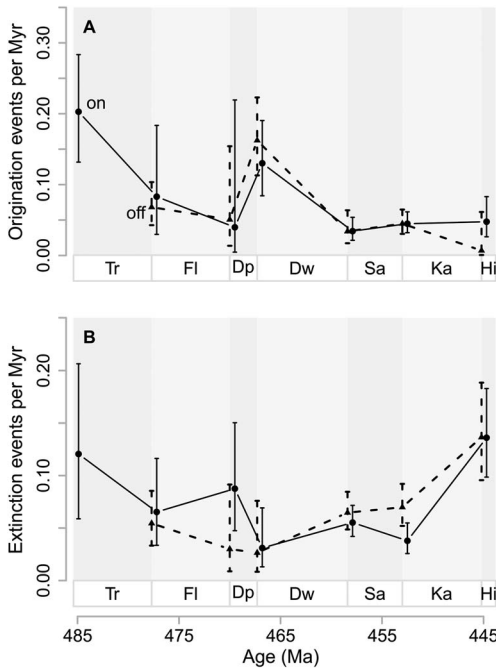 A
Origination events per Myr
0.30
0.20
0.10
0.00
on
off
Tr Fl Dp Dw Sa Ka Hi
B
Extinction events per Myr
0.20
0.10
0.00
Tr Fl Dp Dw Sa Ka Hi
485 475 465 455 445
Age (Ma)